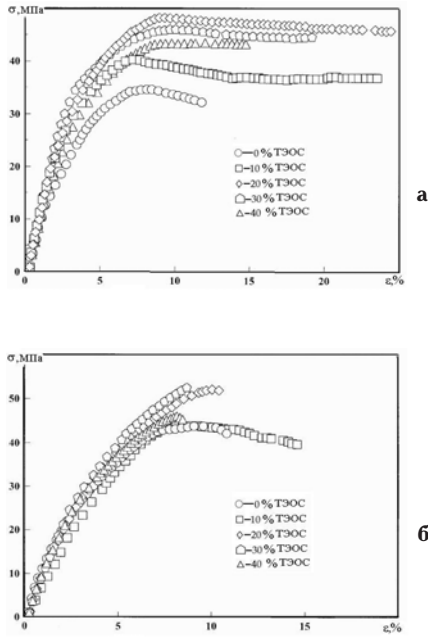 σ,МПа
40
30
20
10
0
5
10
15
20
ε,%
○—0%ТЭОС
□—10%ТЭОС
◇—20%ТЭОС
⬠—30%ТЭОС
△—40 %ТЭОС
а
σ,МПа
50
40
30
20
10
0
0
5
10
15
ε,%
○—0%ТЭОС
□—10%ТЭОС
◇—20%ТЭОС
⬠—30%ТЭОС
△—40 %ТЭОС
б